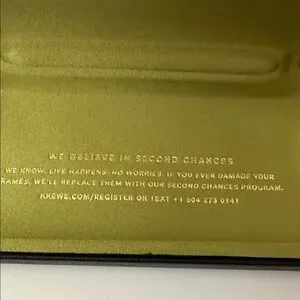 WE BELIEVE IN SECOND CHANCES
WE KNOW, LIFE HAPPENS. NO WORRIES. IF YOU EVER DAMAGE YOUR
RAMES, WE'LL REPLACE THEM WITH OUR SECOND CHANCES PROGRAM.
KREWE.COM/REGISTER OR TEXT +1 504 273 0141